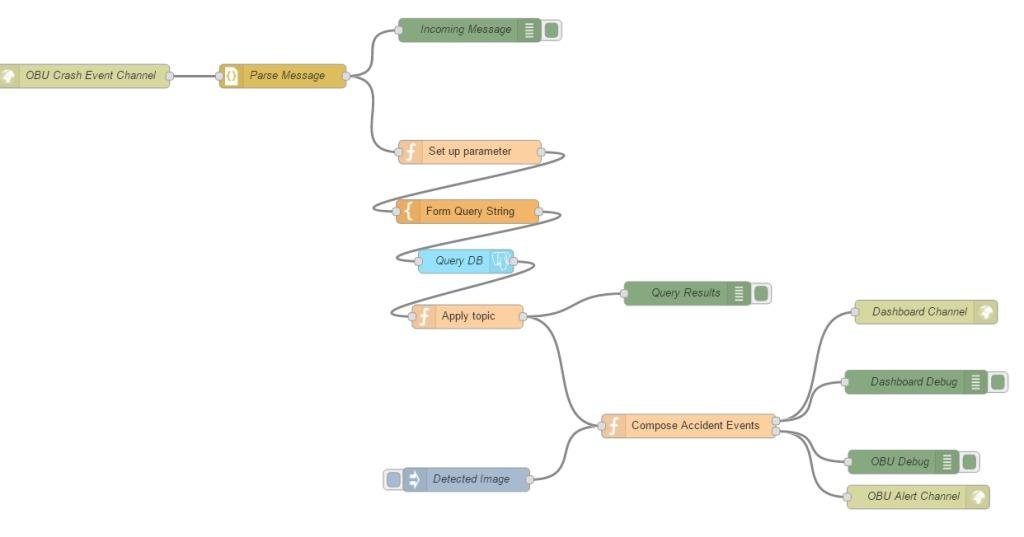 Incoming Message
OBU Crash Event Channel
Parse Message
Set up parameter
Form Query String
Query DB
Query Results
Apply topic
Dashboard Channel
Dashboard Debug
Compose Accident Events
OBU Debug
Detected Image
OBU Alert Channel